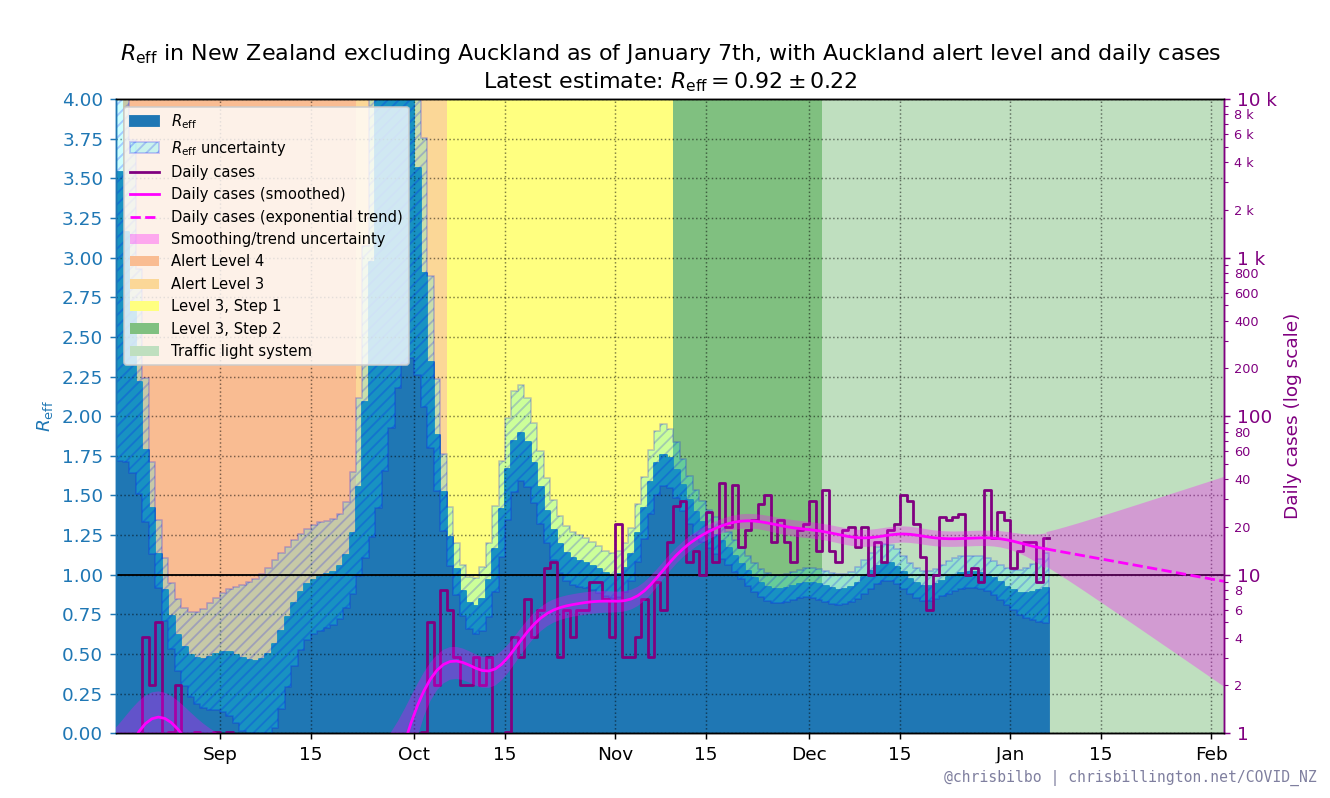 Reff in New Zealand excluding Auckland as of January 7th, with Auckland alert level and daily cases
Latest estimate: Reff = 0.92 ± 0.22
4.00
3.75
3.50
3.25
3.00
2.75
2.50
2.25
2.00
1.75
1.50
1.25
1.00
0.75
0.50
0.25
0.00
Reff
Reff
Reff uncertainty
Daily cases
Daily cases (smoothed)
Daily cases (exponential trend)
Smoothing/trend uncertainty
Alert Level 4
Alert Level 3
Level 3, Step 1
Level 3, Step 2
Traffic light system
10 k
8 k
6 k
4 k
2 k
1 k
800
600
400
200
100
80
60
40
20
10
8
6
4
2
1
Daily cases (log scale)
Sep 15 Oct 15 Nov 15 Dec 15 Jan 15 Feb
@chrisbilbo | chrisbillington.net/COVID_NZ